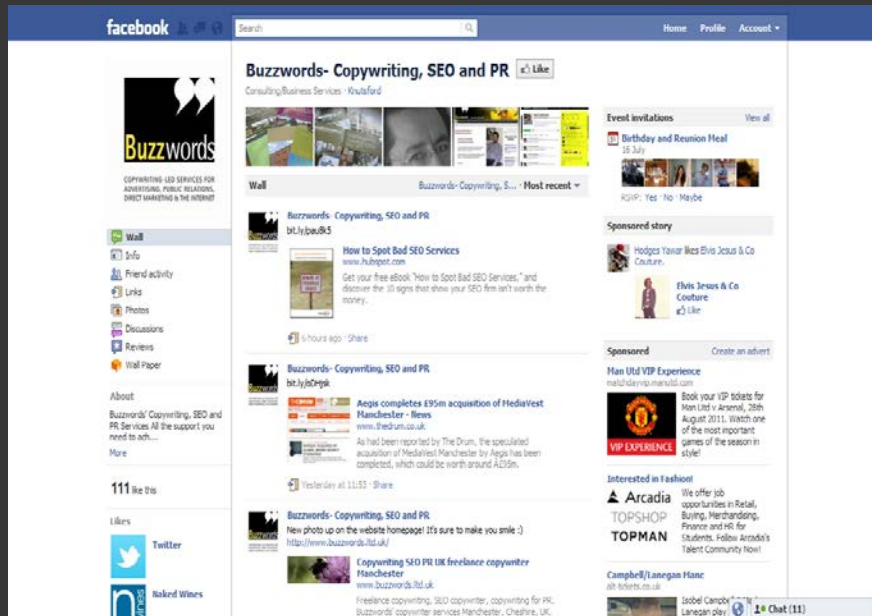 facebook
Search
Home Profile Account
Buzzwords
COPYWRITING-LED SERVICES FOR
ADVERTISING, PUBLIC RELATIONS,
DIRECT MARKETING & THE INTERNET
Wall
Info
Friend activity
Links
Photos
Discussions
Reviews
Wall Paper
About
Buzzwords' Copywriting, SEO and
PR Services All the support you
need to ach....
More
111 like this
Likes
Twitter
Naked Wines
Buzzwords- Copywriting, SEO and PR Like
Consulting/Business Services · Knutsford
Wall Buzzwords- Copywriting, S... · Most recent
Buzzwords- Copywriting, SEO and PR
bit.ly/pau8k5
How to Spot Bad SEO Services
www.hubspot.com
Get your free eBook "How to Spot Bad SEO Services," and
discover the 10 signs that show your SEO firm isn't worth the
money.
6 hours ago · Share
Buzzwords- Copywriting, SEO and PR
Aegis completes £95m acquisition of MediaVest
Manchester - News
www.thedrum.co.uk
As had been reported by The Drum, the speculated
acquisition of MediaVest Manchester by Aegis has been
completed, which could be worth around Â£35m.
Yesterday at 11:53 · Share
Buzzwords- Copywriting, SEO and PR
New photo up on the website homepage! It's sure to make you smile :)
http://www.buzzwords.ltd.uk/
Copywriting SEO PR UK freelance copywriter
Manchester
www.buzzwords.ltd.uk
Freelance copywriting, SEO copywriter, copywriting for PR.
Buzzwords' copywriter services Manchester, Cheshire, UK.
Event invitations View all
Birthday and Reunion Meal
16 July
RSVP: Yes · No · Maybe
Sponsored story
Hodges Yawar likes Elvis Jesus & Co
Couture.
Elvis Jesus & Co
Couture
Like
Sponsored Create an advert
Man Utd VIP Experience
matchdayvip.manutd.com
VIP EXPERIENCE
Book your VIP tickets for
Man Utd v Arsenal, 28th
August 2011. Watch one
of the most important
games of the season in
style!
Interested in Fashion?
Arcadia
TOPSHOP
TOPMAN
We offer job
opportunities in Retail,
Buying, Merchandising,
Finance and HR for
Students. Follow Arcadia's
Talent Community Now!
Campbell/Lanegan Manc
alt-tickets.co.uk
Isobel Campbell
Lanegan play
Chat (11)